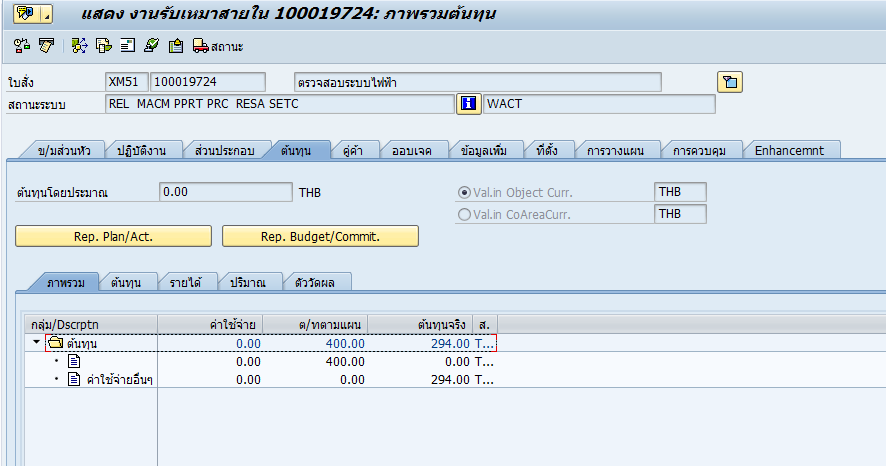 แสดง งานรับเหมาสายใน 100019724: ภาพรวมต้นทุน
สถานะ
ใบสั่ง XM51 100019724 ตรวจสอบระบบไฟฟ้า
สถานะระบบ REL MACM PPRT PRC RESA SETC WACT
ข/มส่วนหัว ปฏิบัติงาน ส่วนประกอบ ต้นทุน คู่ค้า ออบเจค ข้อมูลเพิ่ม ที่ตั้ง การวางแผน การควบคุม Enhancemnt
ต้นทุนโดยประมาณ 0.00 THB Val.in Object Curr. THB
Val.in CoAreaCurr. THB
Rep. Plan/Act. Rep. Budget/Commit.
ภาพรวม ต้นทุน รายได้ ปริมาณ ตัววัดผล
กลุ่ม/Dscrptn ค่าใช้จ่าย ต/ทตามแผน ต้นทุนจริง ส.
ต้นทุน 0.00 400.00 294.00 T...
0.00 400.00 0.00 T...
ค่าใช้จ่ายอื่นๆ 0.00 0.00 294.00 T...